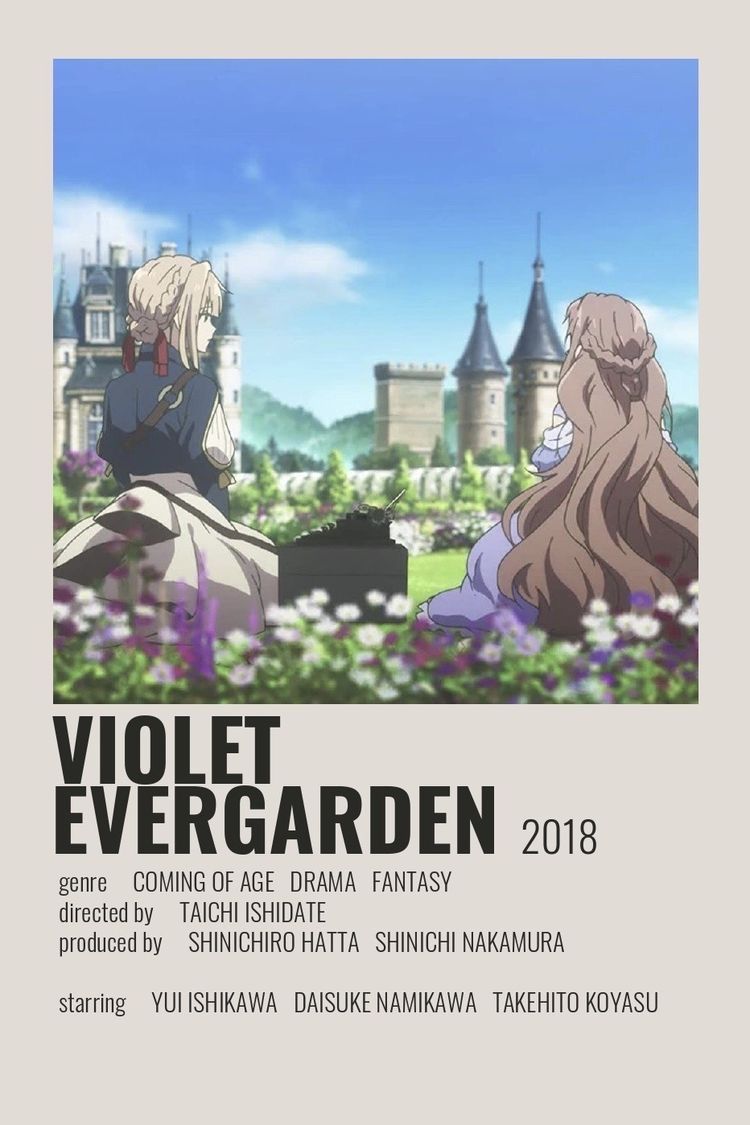 VIOLET
EVERGARDEN 2018
genre COMING OF AGE DRAMA FANTASY
directed by TAICHI ISHIDATE
produced by SHINICHIRO HATTA SHINICHI NAKAMURA
starring YUI ISHIKAWA DAISUKE NAMIKAWA TAKEHITO KOYASU